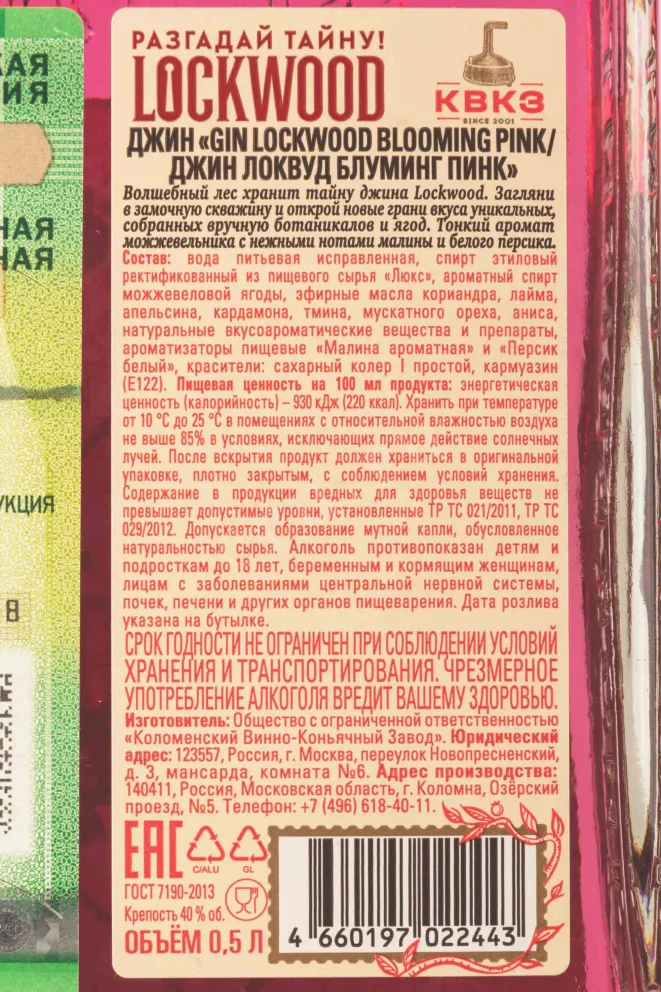 КАЯ
ИЯ
НАЯ
НАЯ
УКЦИЯ
8
РАЗГАДАЙ ТАЙНУ!
LOCKWOOD
КВКЗ
SINCE 2001
ДЖИН «GIN LOCKWOOD BLOOMING PINK/
ДЖИН ЛОКВУД БЛУМИНГ ПИНК»
Волшебный лес хранит тайну джина Lockwood. Загляни
в замочную скважину и открой новые грани вкуса уникальных,
собранных вручную ботаникалов и ягод. Тонкий аромат
можжевельника с нежными нотами малины и белого персика.
Состав: вода питьевая исправленная, спирт этиловый
ректификованный из пищевого сырья «Люкс», ароматный спирт
можжевеловой ягоды, эфирные масла кориандра, лайма,
апельсина, кардамона, тмина, мускатного ореха, аниса,
натуральные вкусоароматические вещества и препараты,
ароматизаторы пищевые «Малина ароматная» и «Персик
белый», красители: сахарный колер I простой, кармуазин
(Е122). Пищевая ценность на 100 мл продукта: энергетическая
ценность (калорийность) – 930 кДж (220 ккал). Хранить при температуре
от 10 °С до 25 °С в помещениях с относительной влажностью воздуха
не выше 85% в условиях, исключающих прямое действие солнечных
лучей. После вскрытия продукт должен храниться в оригинальной
упаковке, плотно закрытым, с соблюдением условий хранения.
Содержание в продукции вредных для здоровья веществ не
превышает допустимые уровни, установленные ТР ТС 021/2011, ТР ТС
029/2012. Допускается образование мутной капли, обусловленное
натуральностью сырья. Алкоголь противопоказан детям и
подросткам до 18 лет, беременным и кормящим женщинам,
лицам с заболеваниями центральной нервной системы,
почек, печени и других органов пищеварения. Дата розлива
указана на бутылке.
СРОК ГОДНОСТИ НЕ ОГРАНИЧЕН ПРИ СОБЛЮДЕНИИ УСЛОВИЙ
ХРАНЕНИЯ И ТРАНСПОРТИРОВАНИЯ. ЧРЕЗМЕРНОЕ
УПОТРЕБЛЕНИЕ АЛКОГОЛЯ ВРЕДИТ ВАШЕМУ ЗДОРОВЬЮ.
Изготовитель: Общество с ограниченной ответственностью
«Коломенский Винно-Коньячный Завод». Юридический
адрес: 123557, Россия, г. Москва, переулок Новопресненский,
д. 3, мансарда, комната №6. Адрес производства:
140411, Россия, Московская область, г. Коломна, Озёрский
проезд, №5. Телефон: +7 (496) 618-40-11.
ЕАС
C/ALU
GL
ГОСТ 7190-2013
Крепость 40 % об.
ОБЪЁМ 0,5 Л
4 660197 022443